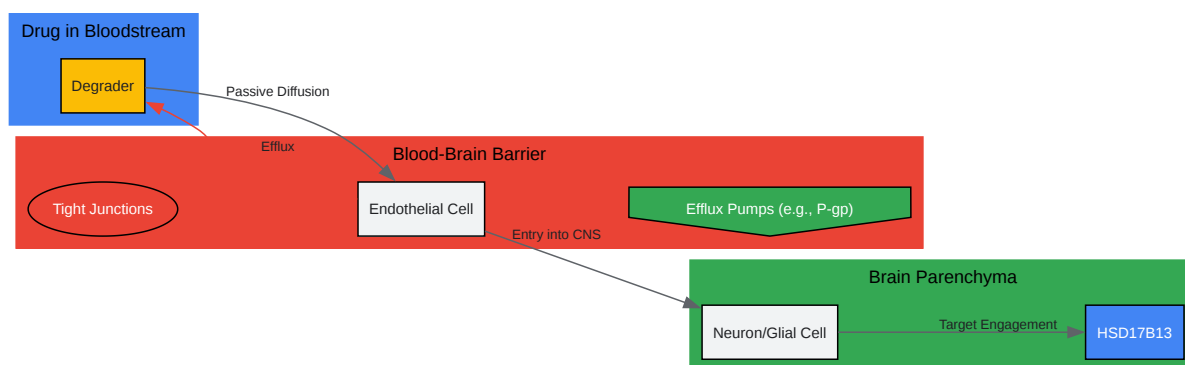 Drug in Bloodstream
Degrader
Passive Diffusion
Efflux
Blood-Brain Barrier
Tight Junctions
Endothelial Cell
Efflux Pumps (e.g., P-gp)
Entry into CNS
Brain Parenchyma
Neuron/Glial Cell
Target Engagement
HSD17B13